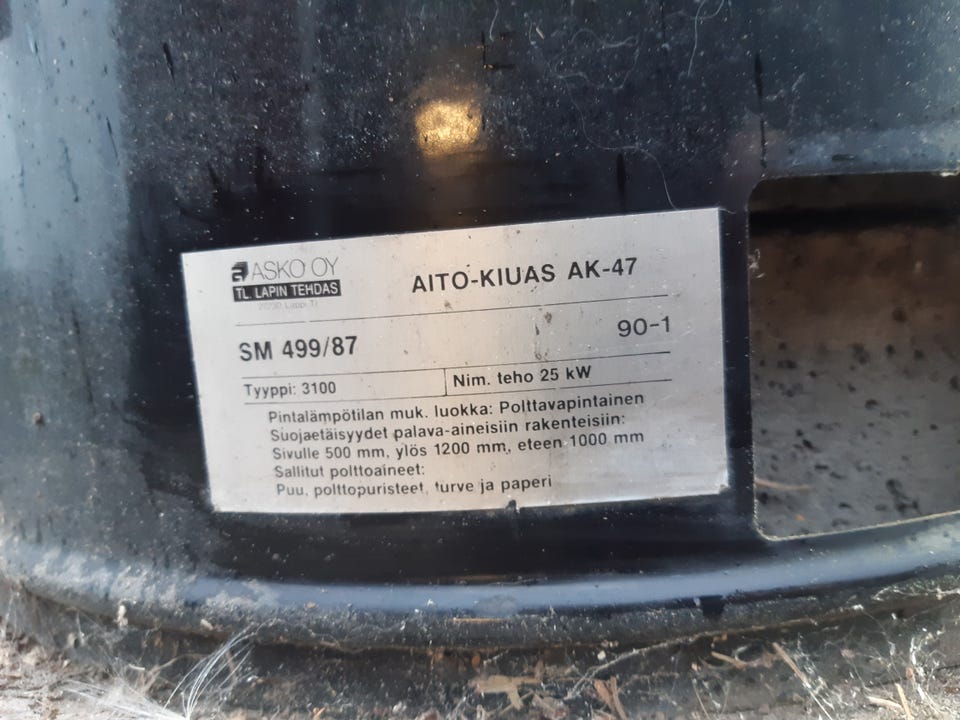 ASKO OY
TL. LAPIN TEHDAS
AITO-KIUAS AK-47
SM 499/87
90-1
Tyyppi: 3100
Nim. teho 25 kW
Pintalämpötilan muk. luokka: Polttavapintainen
Suojaetäisyydet palava-aineisiin rakenteisiin:
Sivulle 500 mm, ylös 1200 mm, eteen 1000 mm
Sallitut polttoaineet:
Puu, polttopuristeet, turve ja paperi